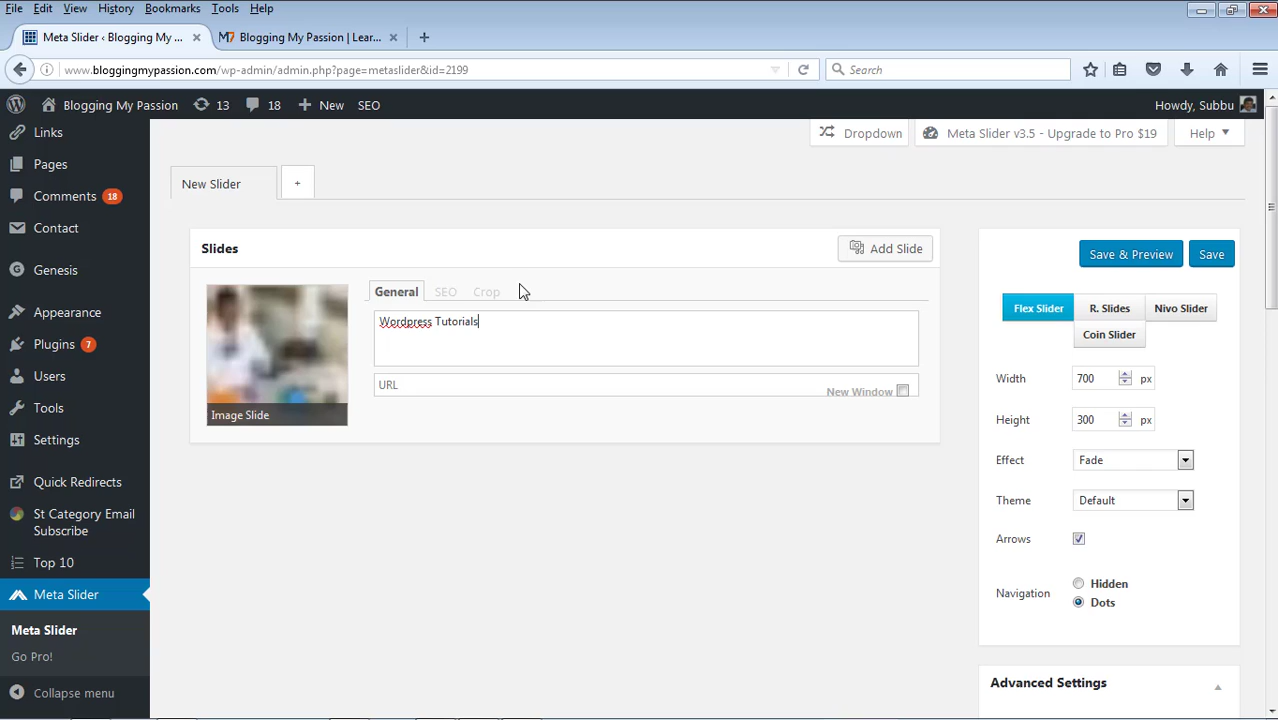 File Edit View History Bookmarks Tools Help
Meta Slider ‹ Blogging My ... × Blogging My Passion | Lear... × +
www.bloggingmypassion.com/wp-admin/admin.php?page=metaslider&id=2199 Search
Blogging My Passion 13 18 + New SEO Howdy, Subbu
Links
Pages
Comments 18
Contact
Genesis
Appearance
Plugins 7
Users
Tools
Settings
Quick Redirects
St Category Email
Subscribe
Top 10
Meta Slider
Meta Slider
Go Pro!
Collapse menu
Dropdown Meta Slider v3.5 - Upgrade to Pro $19 Help
New Slider +
Slides Add Slide
General SEO Crop
Wordpress Tutorials
URL
New Window
Image Slide
Save & Preview Save
Flex Slider R. Slides Nivo Slider
Coin Slider
Width 700 px
Height 300 px
Effect Fade
Theme Default
Arrows
Navigation Hidden
Dots
Advanced Settings